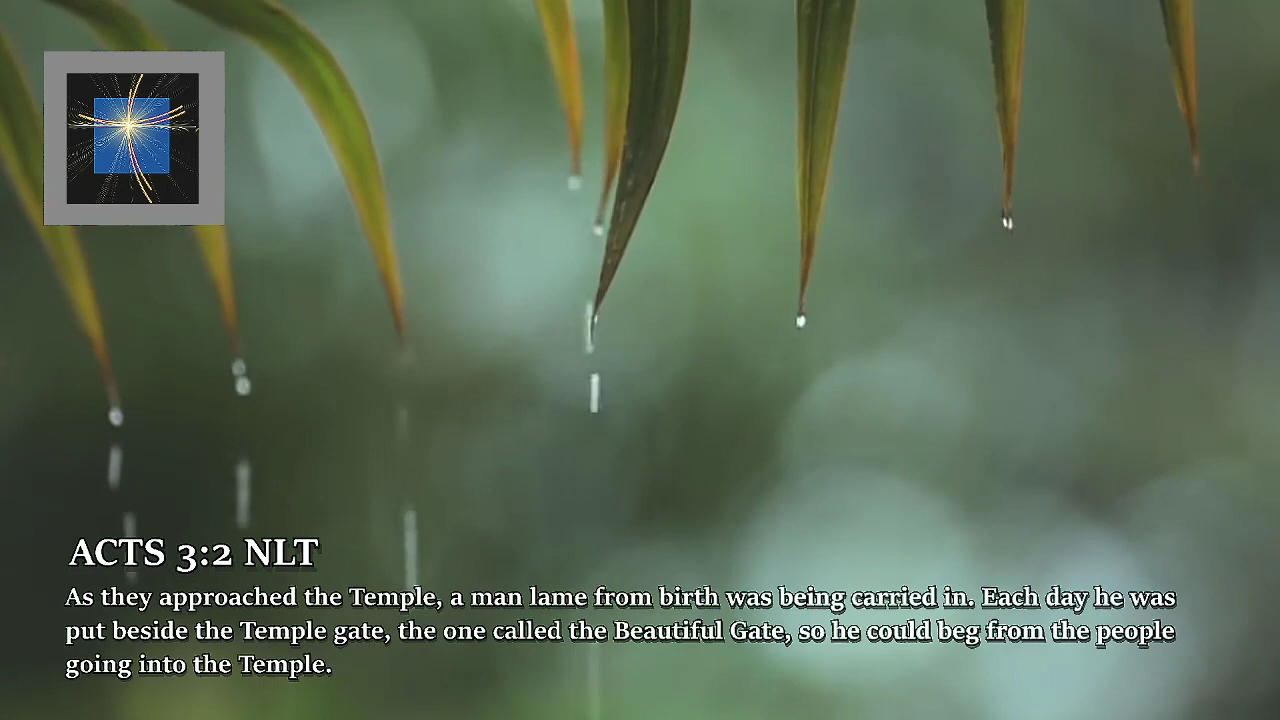 ACTS 3:2 NLT
As they approached the Temple, a man lame from birth was being carried in. Each day he was
put beside the Temple gate, the one called the Beautiful Gate, so he could beg from the people
going into the Temple.